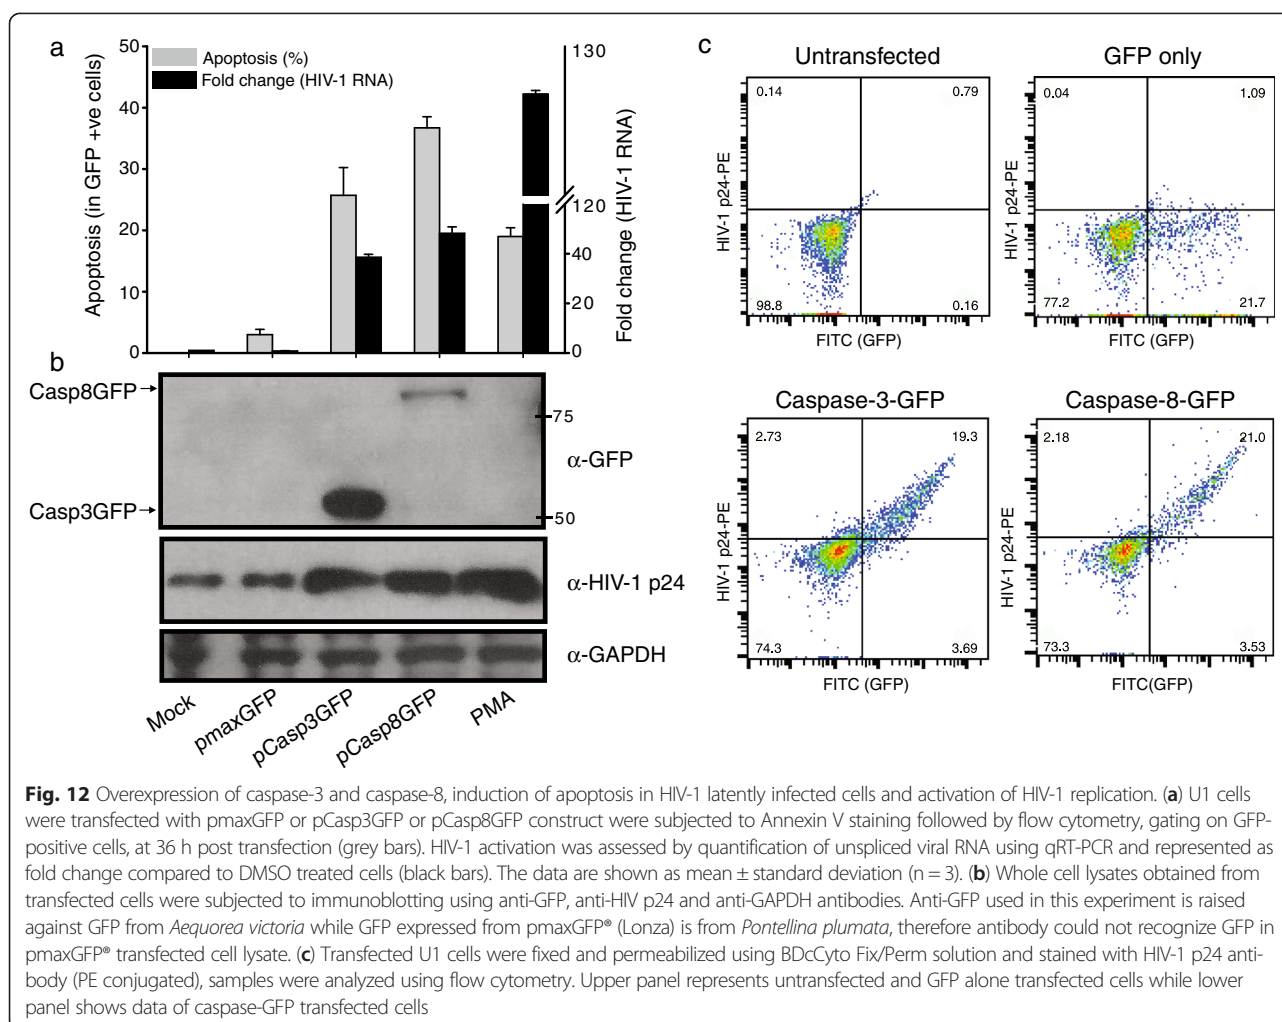 a
50
40
30
20
10
0
Apoptosis (in GFP +ve cells)
Apoptosis (%)
Fold change (HIV-1 RNA)
130
120
40
20
0
Fold change (HIV-1 RNA)
b
Casp8GFP
Casp3GFP
75
α-GFP
50
α-HIV-1 p24
α-GAPDH
Mock
pmaxGFP
pCasp3GFP
pCasp8GFP
PMA
c
Untransfected
0.14
0.79
98.8
0.16
HIV-1 p24-PE
FITC (GFP)
GFP only
0.04
1.09
77.2
21.7
HIV-1 p24-PE
FITC (GFP)
Caspase-3-GFP
2.73
19.3
74.3
3.69
HIV-1 p24-PE
FITC (GFP)
Caspase-8-GFP
2.18
21.0
73.3
3.53
HIV-1 p24-PE
FITC(GFP)
Fig. 12 Overexpression of caspase-3 and caspase-8, induction of apoptosis in HIV-1 latently infected cells and activation of HIV-1 replication. (a) U1 cells
were transfected with pmaxGFP or pCasp3GFP or pCasp8GFP construct were subjected to Annexin V staining followed by flow cytometry, gating on GFP-
positive cells, at 36 h post transfection (grey bars). HIV-1 activation was assessed by quantification of unspliced viral RNA using qRT-PCR and represented as
fold change compared to DMSO treated cells (black bars). The data are shown as mean ± standard deviation (n = 3). (b) Whole cell lysates obtained from
transfected cells were subjected to immunoblotting using anti-GFP, anti-HIV p24 and anti-GAPDH antibodies. Anti-GFP used in this experiment is raised
against GFP from Aequorea victoria while GFP expressed from pmaxGFP® (Lonza) is from Pontellina plumata, therefore antibody could not recognize GFP in
pmaxGFP® transfected cell lysate. (c) Transfected U1 cells were fixed and permeabilized using BDcCyto Fix/Perm solution and stained with HIV-1 p24 anti-
body (PE conjugated), samples were analyzed using flow cytometry. Upper panel represents untransfected and GFP alone transfected cells while lower
panel shows data of caspase-GFP transfected cells